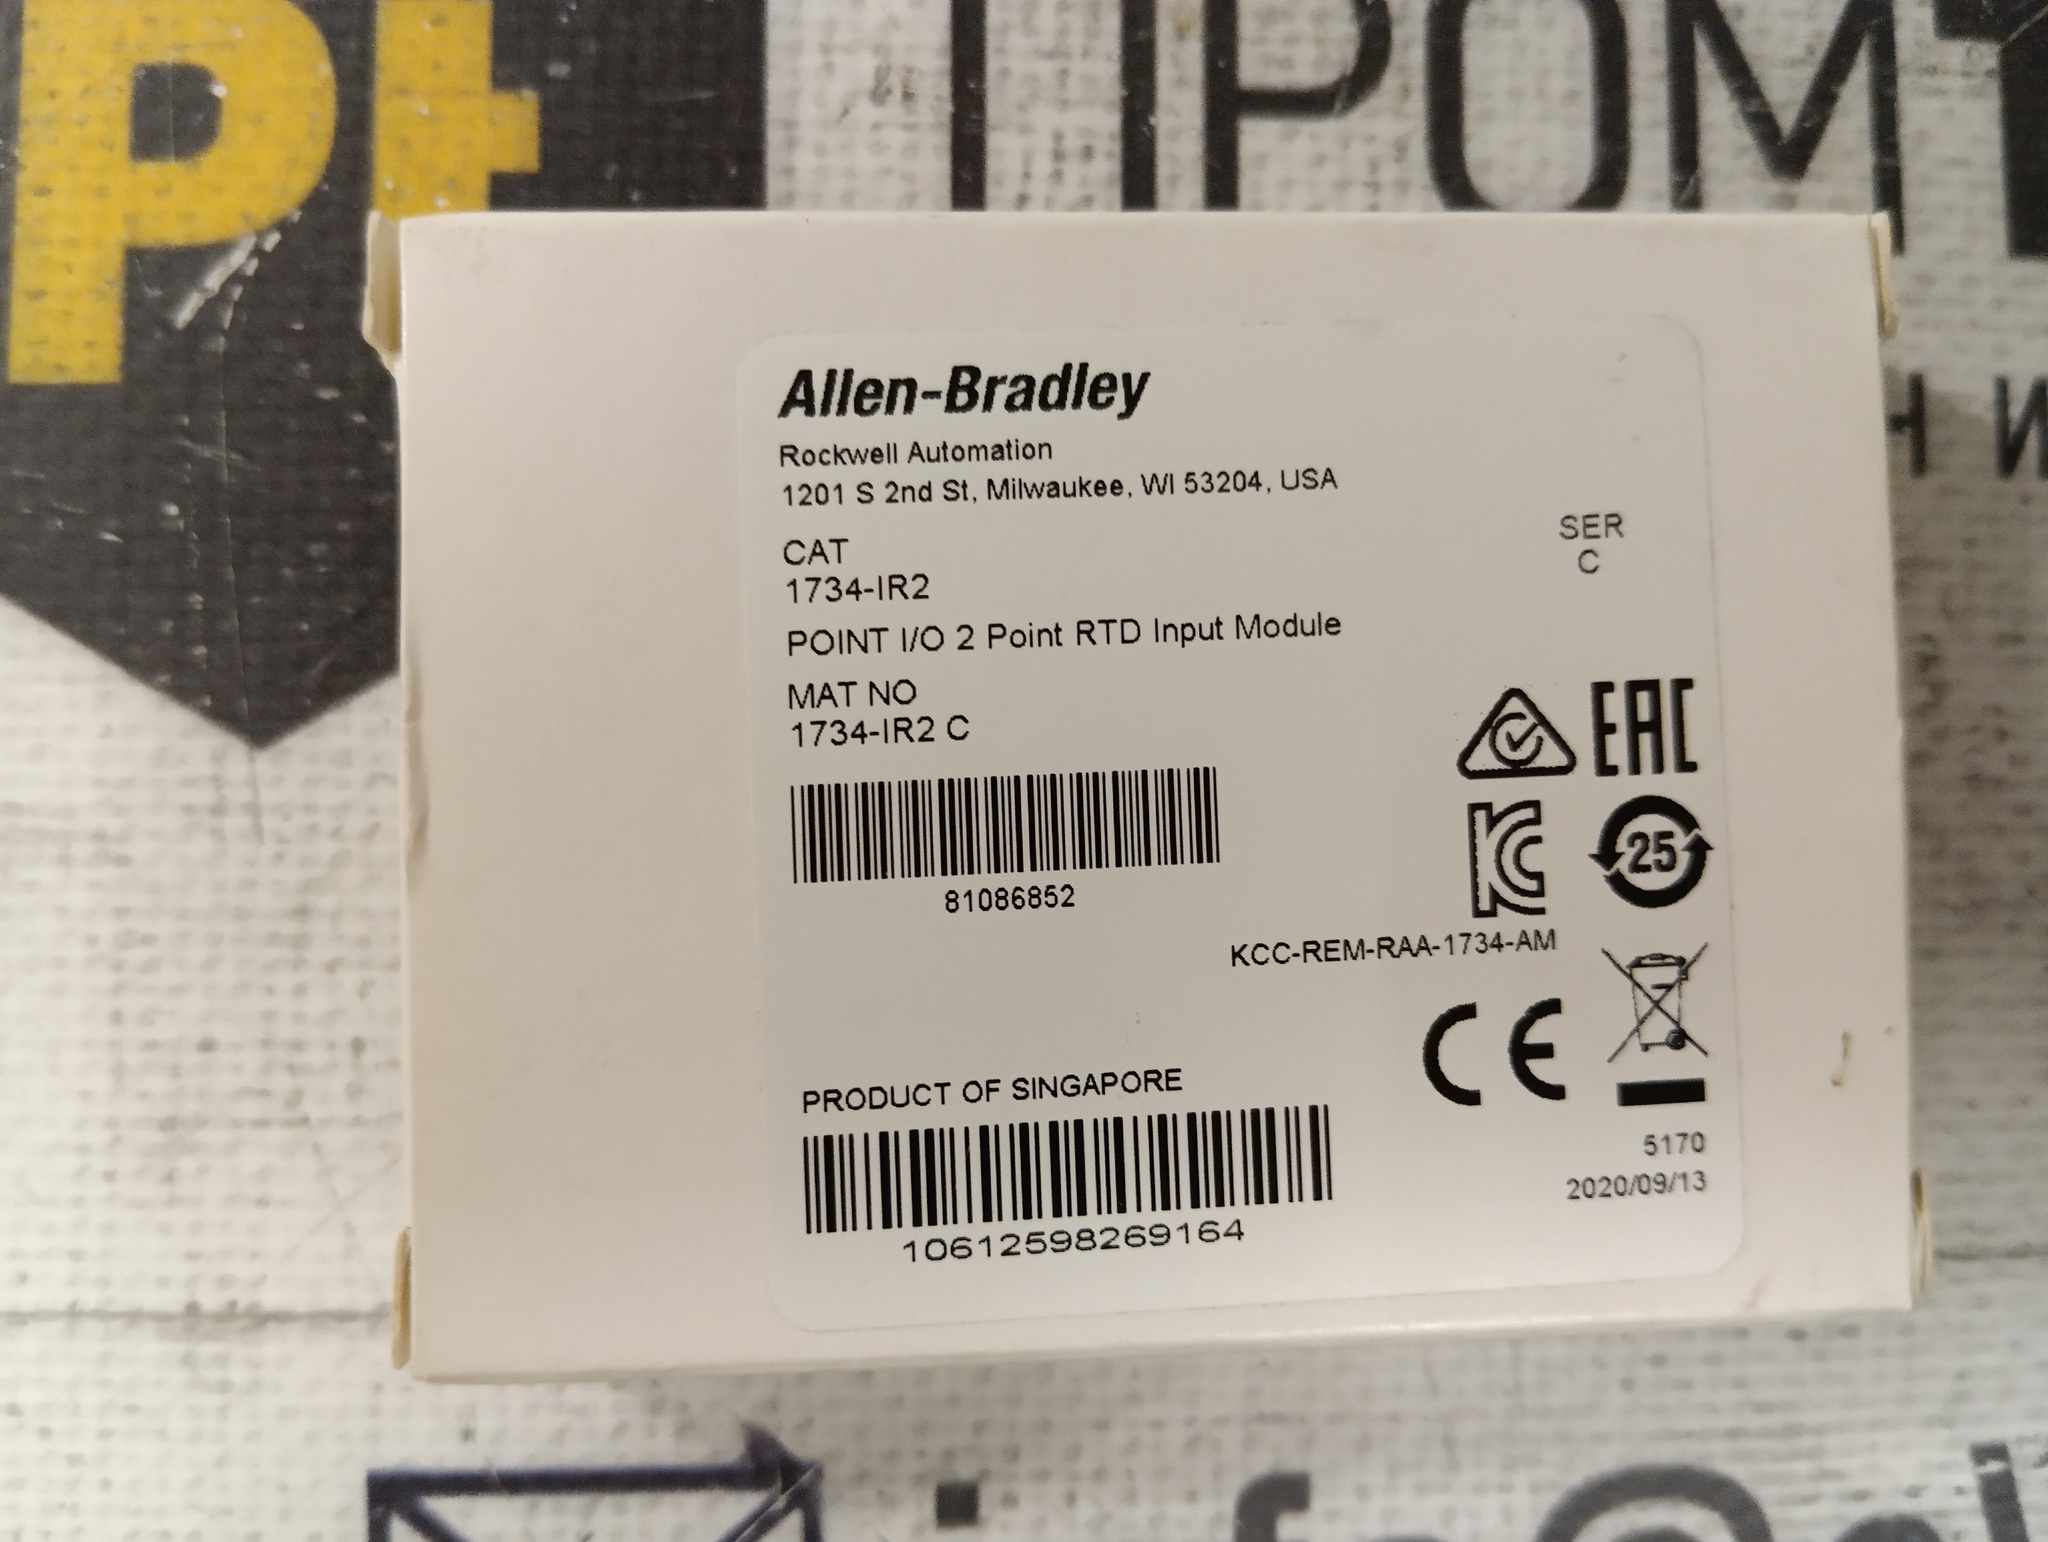 ПРОМ
Allen-Bradley
Rockwell Automation
1201 S 2nd St, Milwaukee, WI 53204, USA
SER
C
CAT
1734-IR2
POINT I/O 2 Point RTD Input Module
MAT NO
1734-IR2 C
EAC
81086852
25
KCC-REM-RAA-1734-AM
CE
PRODUCT OF SINGAPORE
5170
2020/09/13
10612598269164